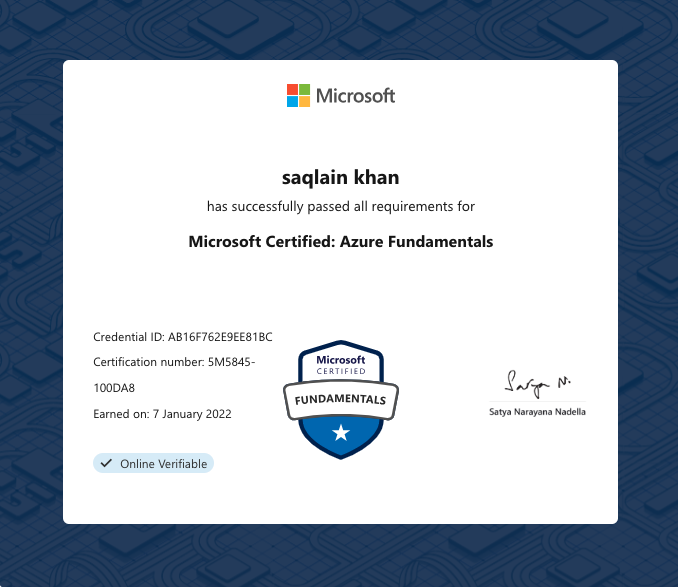 Microsoft
saqlain khan
has successfully passed all requirements for
Microsoft Certified: Azure Fundamentals
Credential ID: AB16F762E9EE81BC
Certification number: 5M5845-
100DA8
Earned on: 7 January 2022
Online Verifiable
Microsoft
CERTIFIED
FUNDAMENTALS
Satya N.
Satya Narayana Nadella